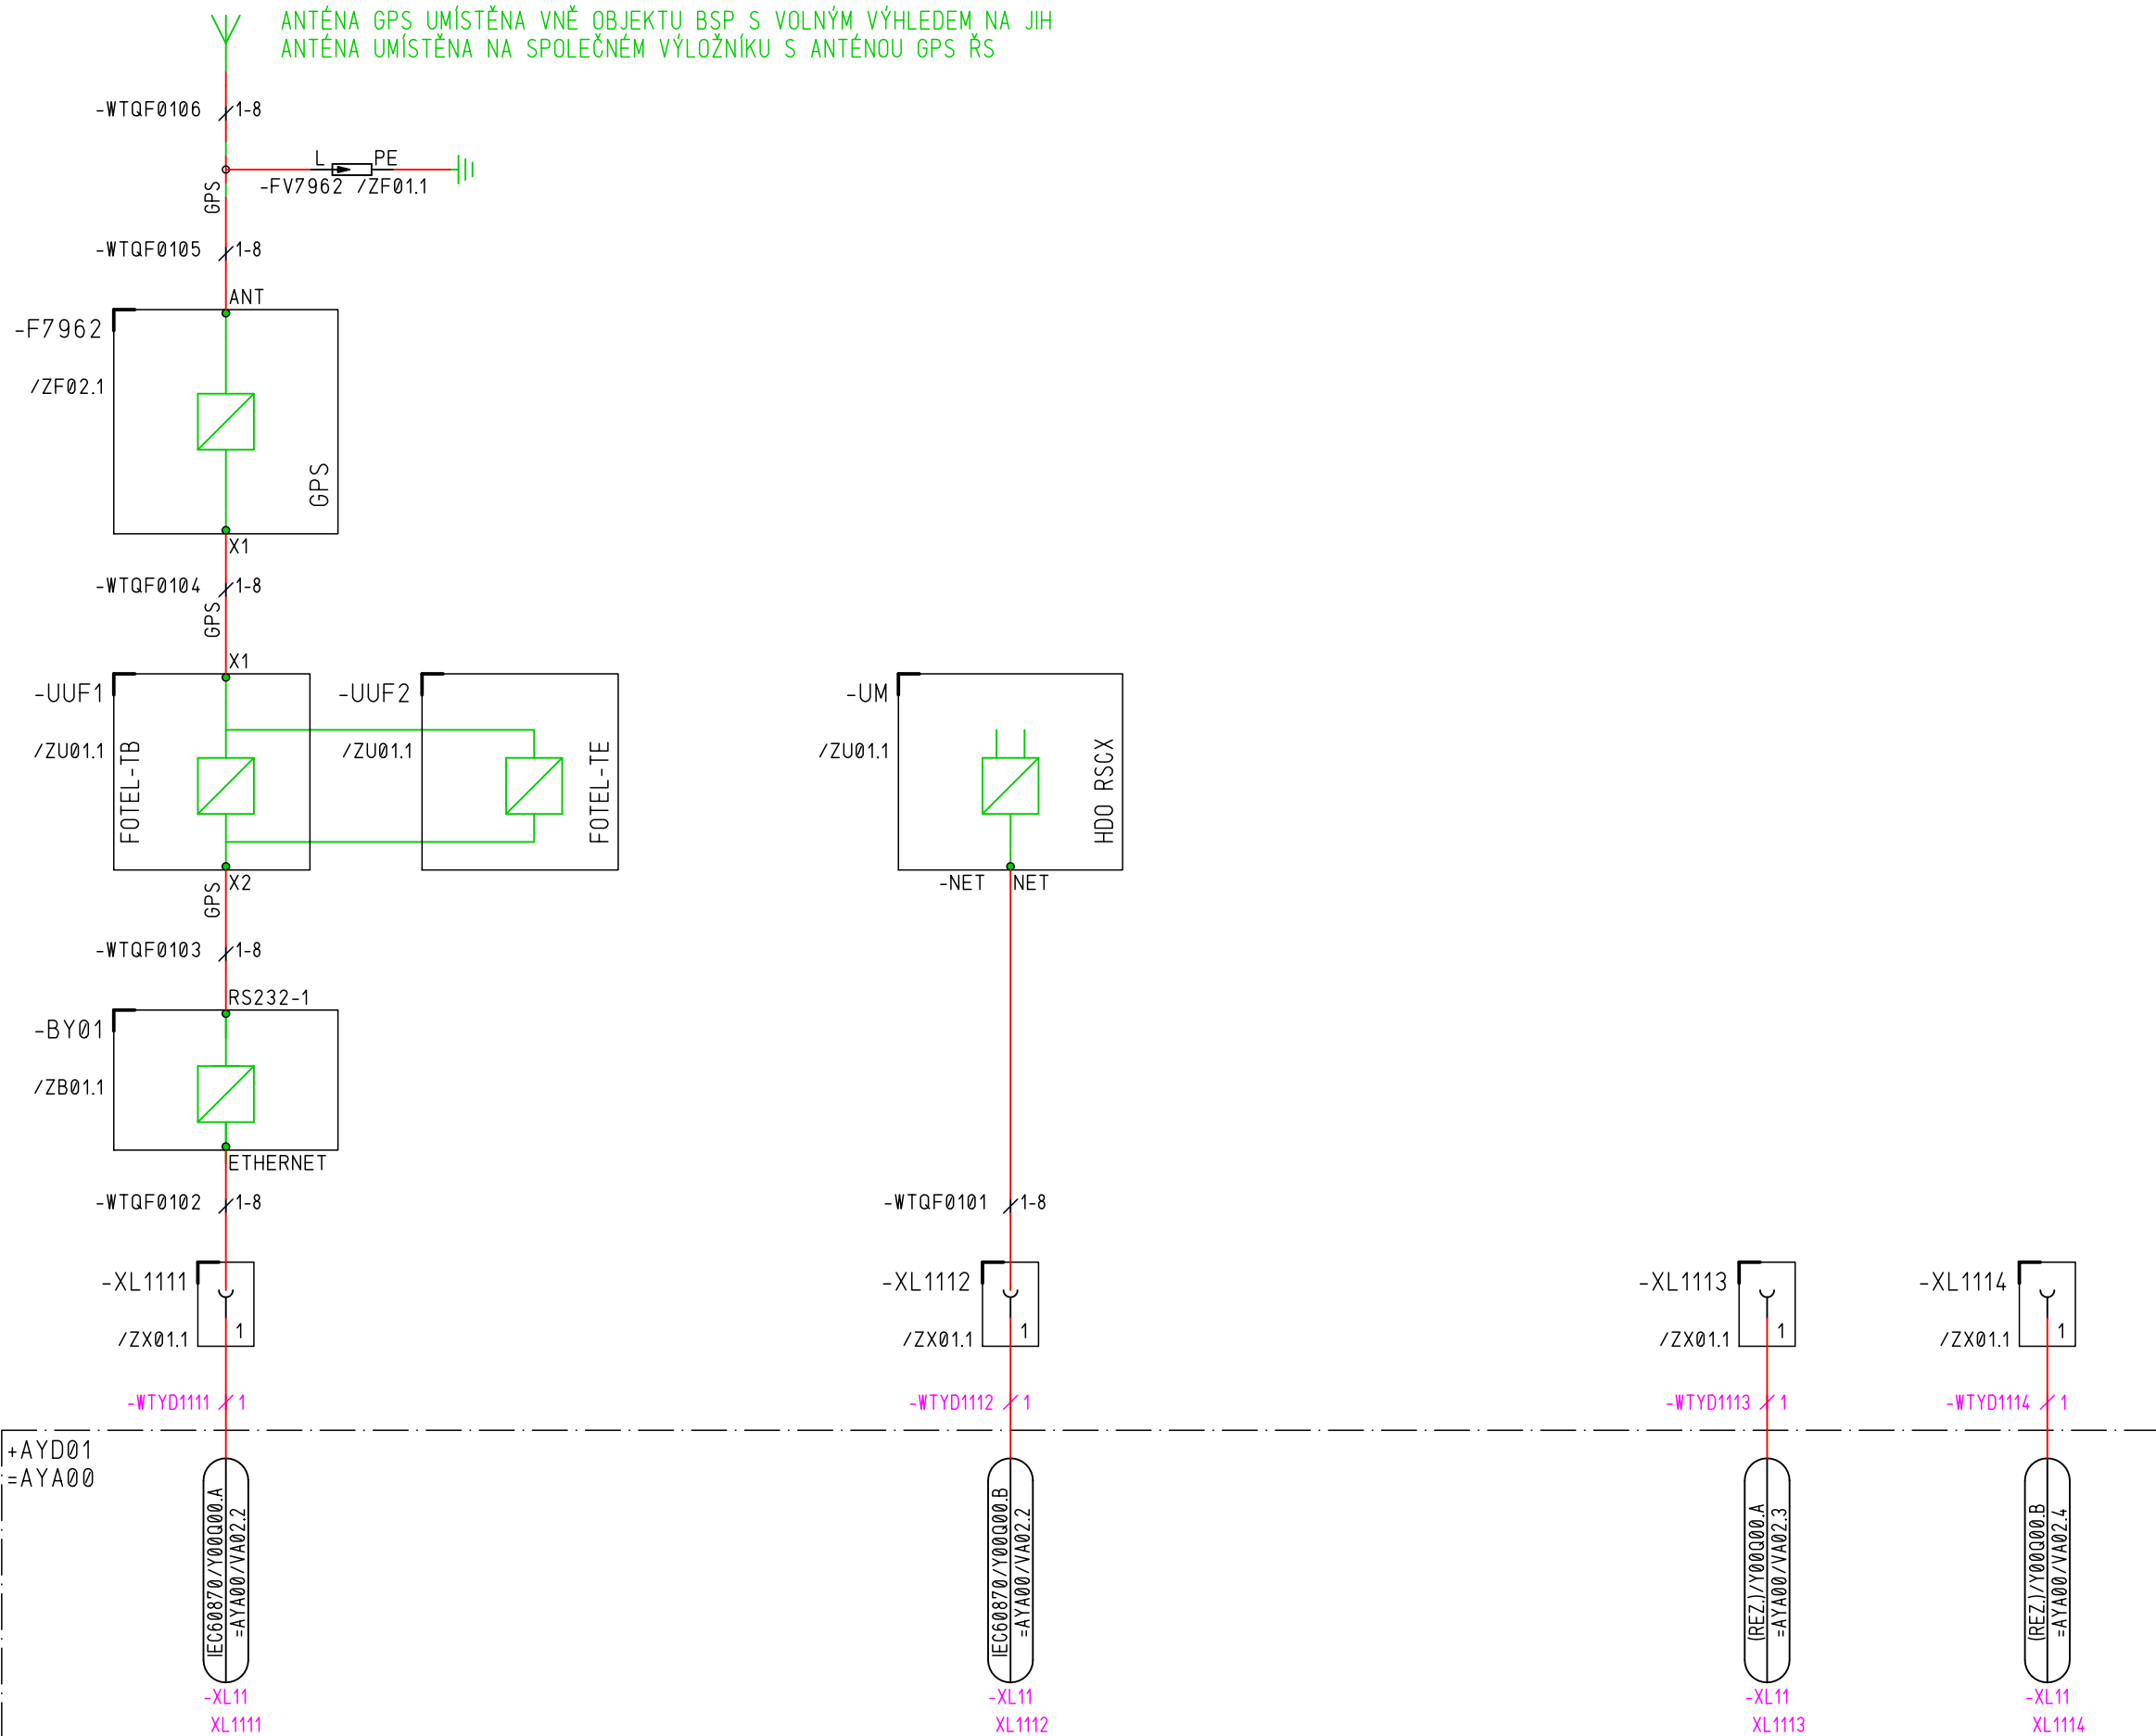 ANTÉNA GPS UMÍSTĚNA VNĚ OBJEKTU BSP S VOLNÝM VÝHLEDEM NA JIH
ANTÉNA UMÍSTĚNA NA SPOLEČNÉM VÝLOŽNÍKU S ANTÉNOU GPS ŘS
-WTQF0106 1-8
L PE
-FV7962 /ZF01.1
GPS
-WTQF0105 1-8
ANT
-F7962
/ZF02.1
GPS
X1
-WTQF0104 1-8
GPS
X1
-UUF1 -UUF2 -UM
/ZU01.1 /ZU01.1 /ZU01.1
FOTEL-TB FOTEL-TE HDO RSCX
X2 -NET NET
GPS
-WTQF0103 1-8
RS232-1
-BY01
/ZB01.1
ETHERNET
-WTQF0102 1-8 -WTQF0101 1-8
-XL1111 -XL1112 -XL1113 -XL1114
/ZX01.1 1 /ZX01.1 1 /ZX01.1 1 /ZX01.1 1
-WTYD1111 1 -WTYD1112 1 -WTYD1113 1 -WTYD1114 1
+AYD01
=AYA00
IEC60870/Y00Q00.A
=AYA00/VA02.2
IEC60870/Y00Q00.B
=AYA00/VA02.2
(REZ.)/Y00Q00.A
=AYA00/VA02.3
(REZ.)/Y00Q00.B
=AYA00/VA02.4
-XL11 -XL11 -XL11 -XL11
XL1111 XL1112 XL1113 XL1114